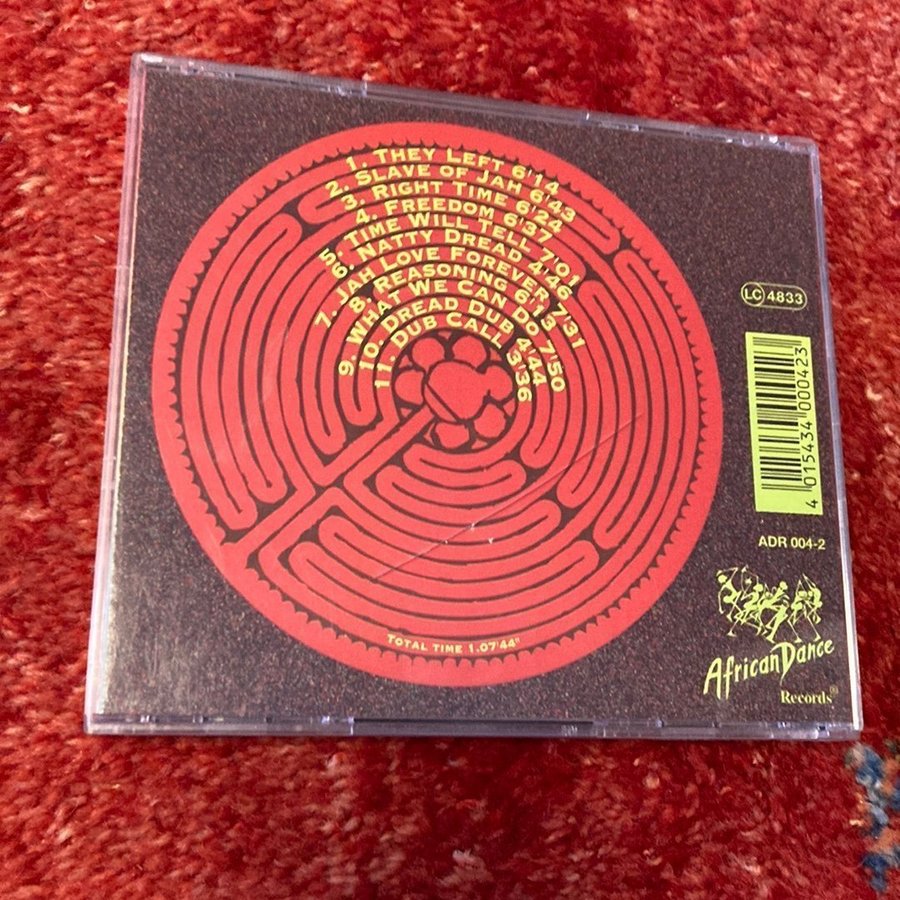 1. They Left 6'14
2. Slave of Jah 6'43
3. Right Time 6'24
4. Freedom 6'37
5. Time Will Tell 7'01
6. Natty Dread 4'46
7. Jah Love Forever 7'31
8. Reasoning 6'13
9. What We Can Do 7'50
10. Dread Dub 4'44
11. Dub Call 3'36
Total time 1.07'44"
LC 4833
4 015434 000423
ADR 004-2
African Dance
Records®